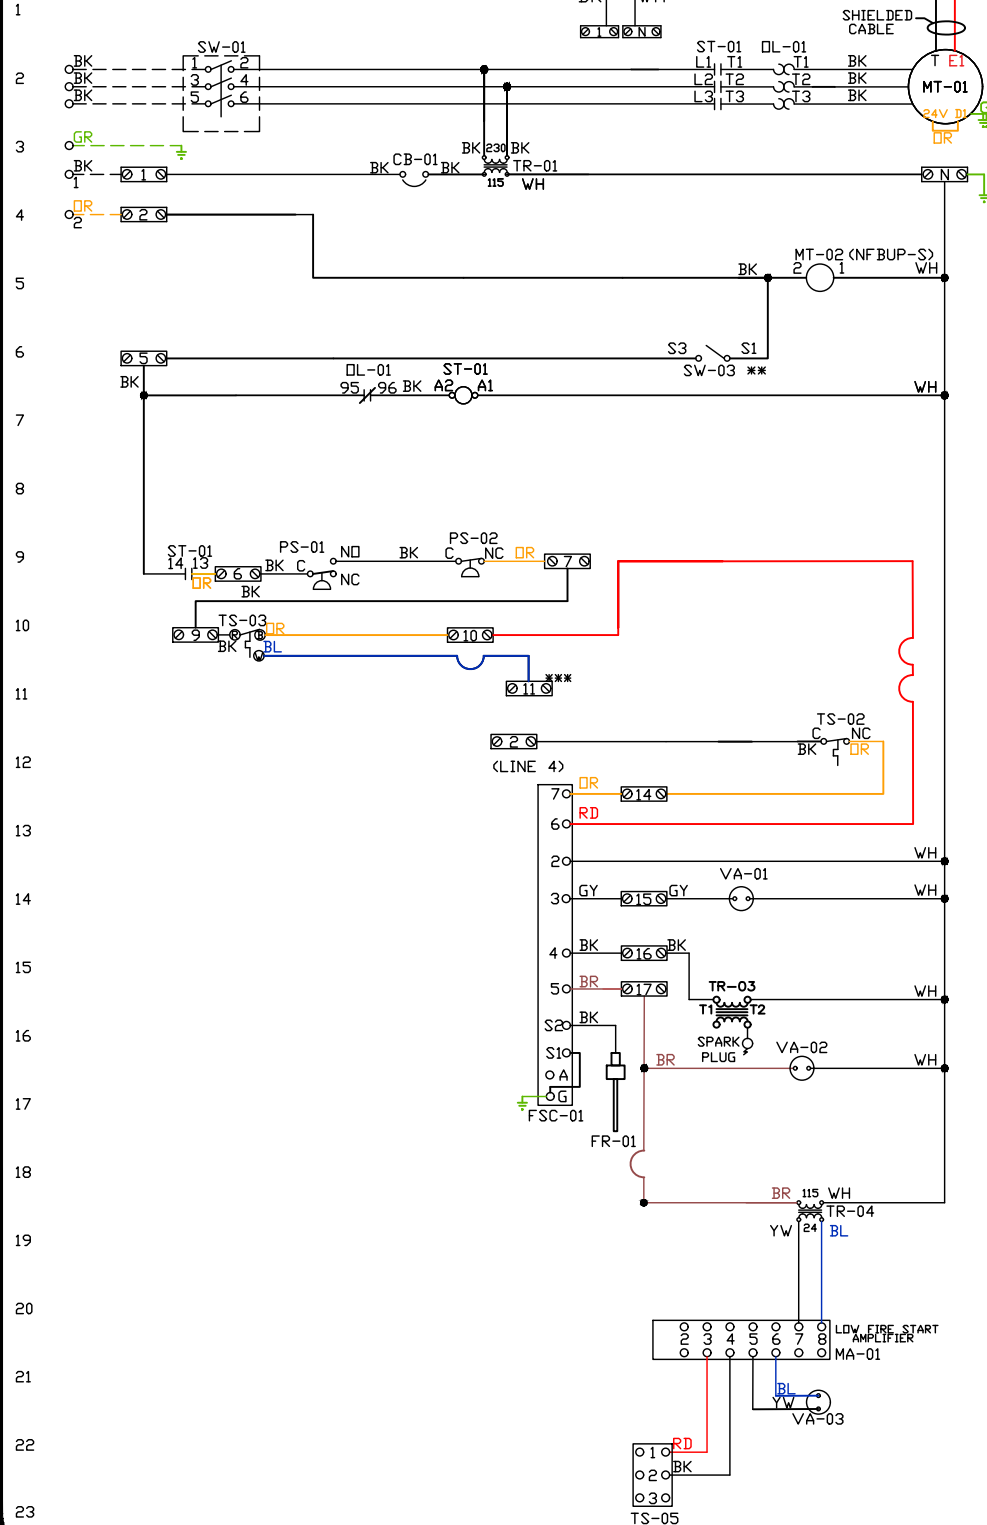 1
BK WH
1 N
SHIELDED
CABLE
SW-01 ST-01 OL-01
T E1
2
BK 1 2 L1 T1 T1 BK
BK 3 4 L2 T2 T2 BK MT-01
BK 5 6 L3 T3 T3 BK
24V D1 G
OR
3
GR
BK 230 BK
CB-01 TR-01
BK 1 BK BK N
1 115 WH
4
OR 2
2
MT-02 (NFBUP-S)
5
BK 2 1 WH
6
5 S3 S1
SW-03 **
BK OL-01 ST-01
95 96 BK A2 A1 WH
7
8
9
ST-01 PS-01 NO BK PS-02
14 13 C C NC OR 7
OR 6 BK NC
BK
10
TS-03
9 R B OR 10
BK W BL
11
11 ***
TS-02
2 C NC
BK OR
12
(LINE 4)
7 OR 14
13
6 RD
2 WH
VA-01
14
3 GY 15 GY WH
15
4 BK 16 BK
5 BR 17 TR-03 WH
T1 T2
16
S2 BK
SPARK
PLUG
S1 VA-02
BR WH
A
17
G
FSC-01
FR-01
18
BR 115 WH
TR-04
19
YW 24 BL
20
LOW FIRE START
AMPLIFIER
2 3 4 5 6 7 8
MA-01
21
BL
YW
VA-03
22
1 RD
2 BK
3
23
TS-05